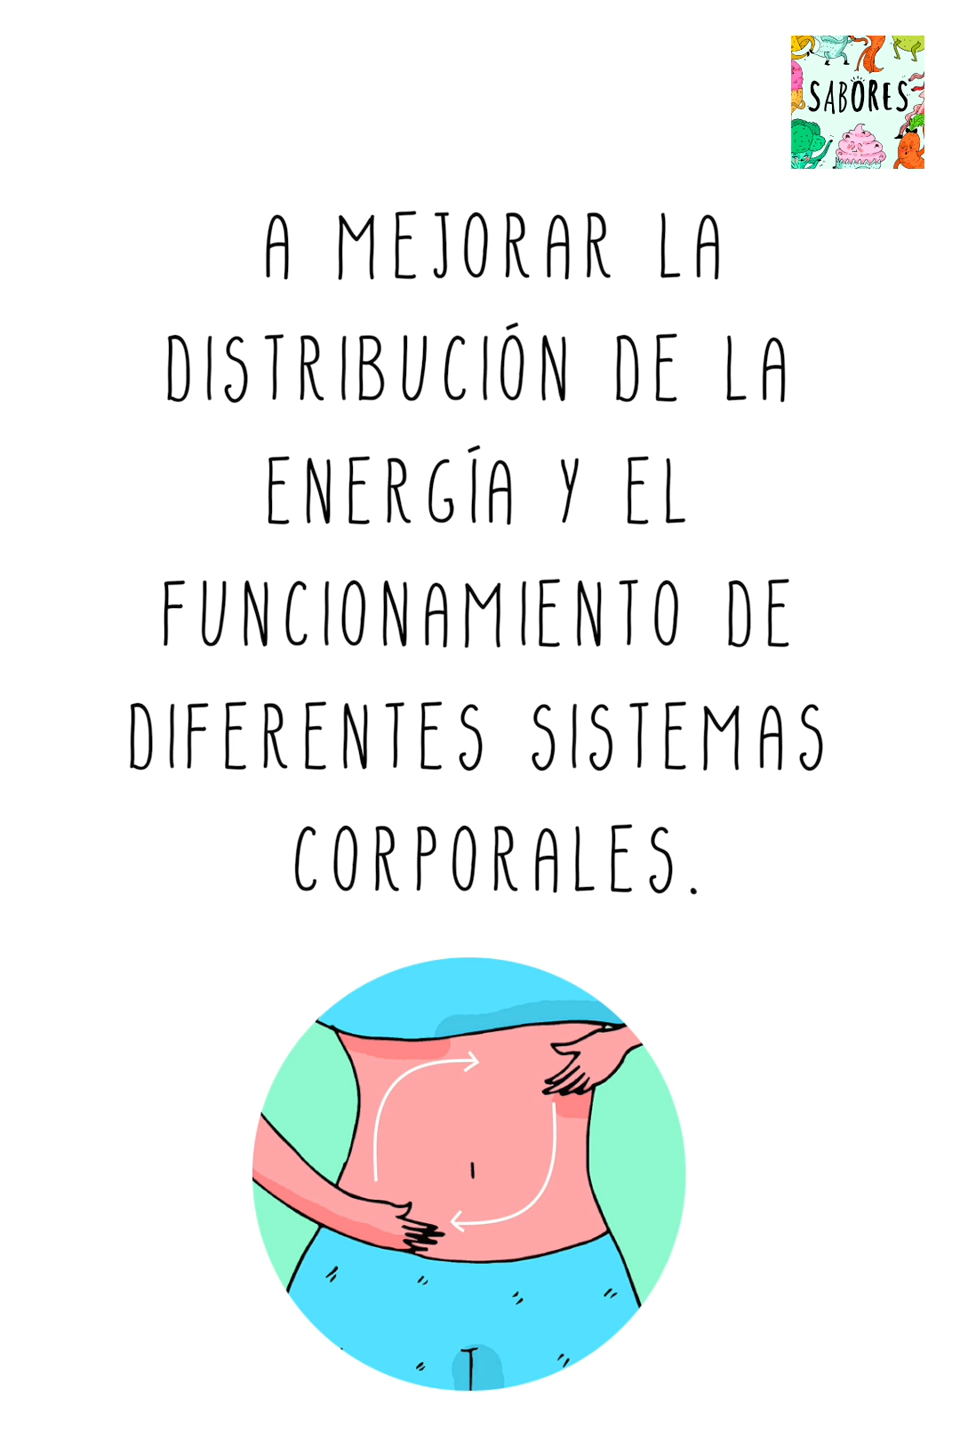 SABORES
A MEJORAR LA
DISTRIBUCIÓN DE LA
ENERGÍA Y EL
FUNCIONAMIENTO DE
DIFERENTES SISTEMAS
CORPORALES.